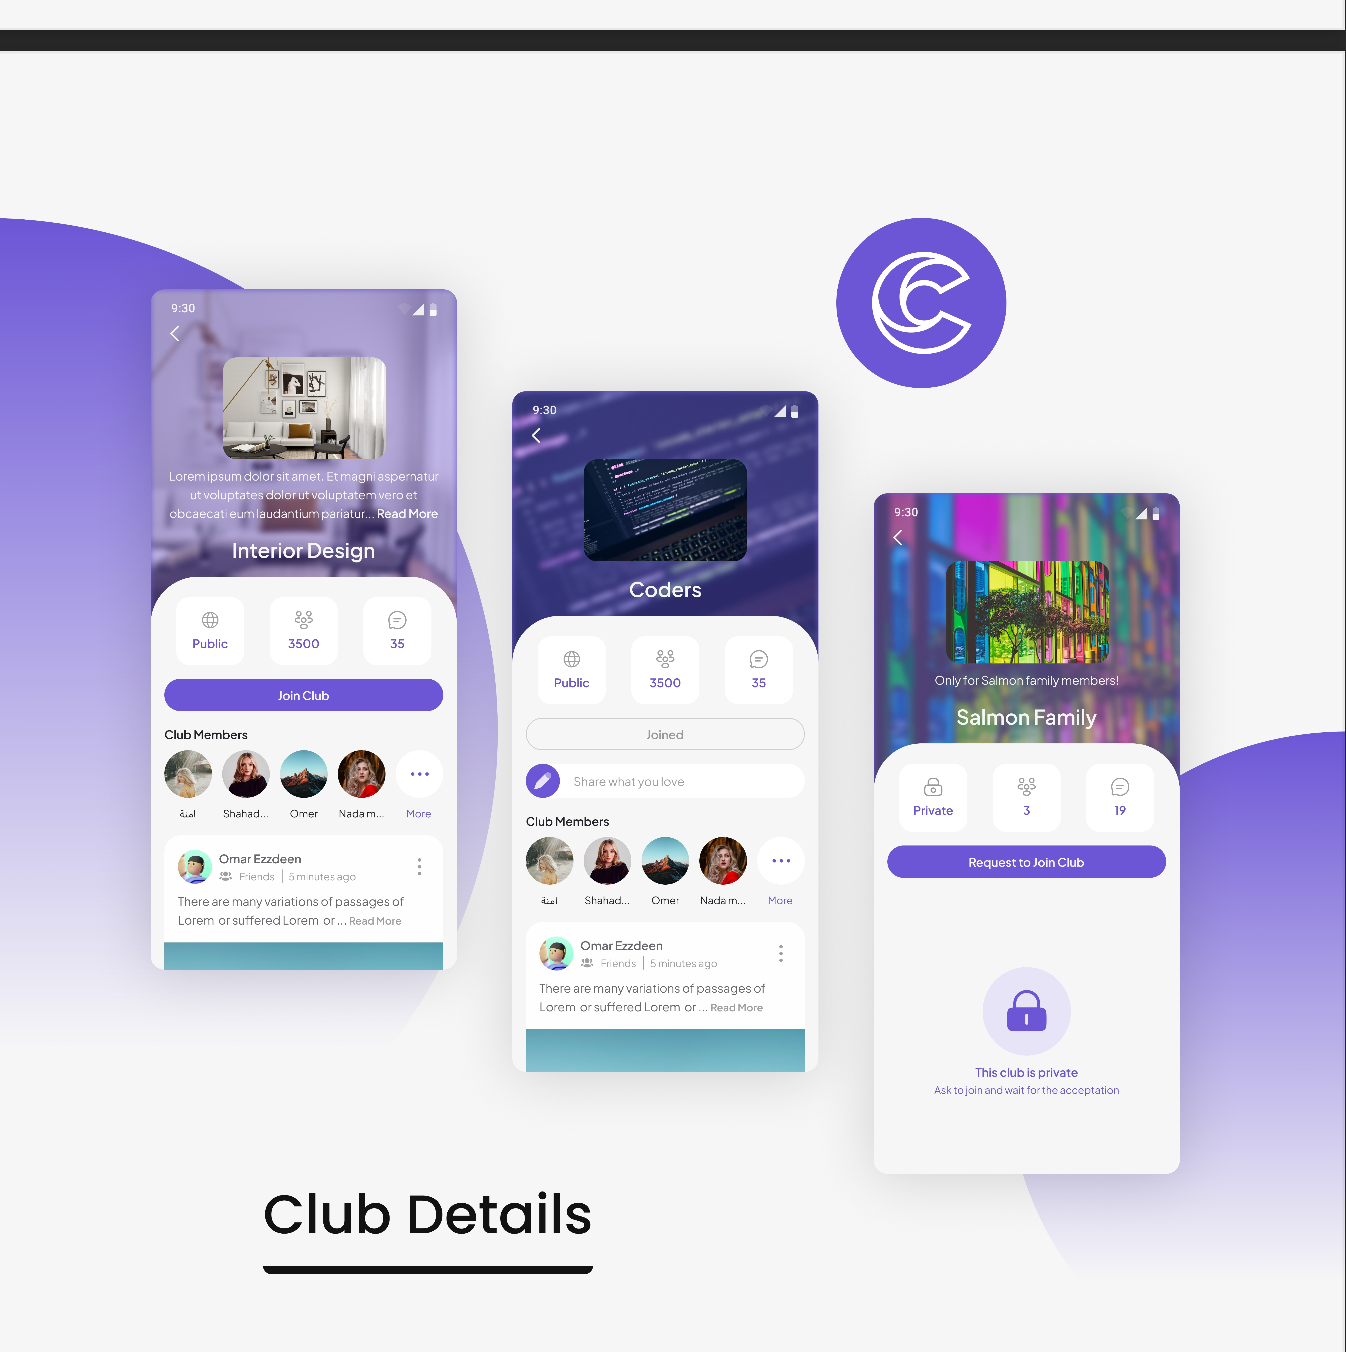 9:30
Lorem ipsum dolor sit amet. Et magni aspernatur
ut voluptates dolor ut voluptatem vero et
obcaecati eum laudantium pariatur... Read More
Interior Design
Public
3500
35
Join Club
Club Members
امنة
Shahad...
Omer
Nada m...
More
Omar Ezzdeen
Friends
5 minutes ago
There are many variations of passages of
Lorem or suffered Lorem or ... Read More
9:30
Coders
Public
3500
35
Joined
Share what you love
Club Members
امنة
Shahad...
Omer
Nada m...
More
Omar Ezzdeen
Friends
5 minutes ago
There are many variations of passages of
Lorem or suffered Lorem or ... Read More
9:30
Only for Salmon family members!
Salmon Family
Private
3
19
Request to Join Club
This club is private
Ask to join and wait for the acceptation
Club Details